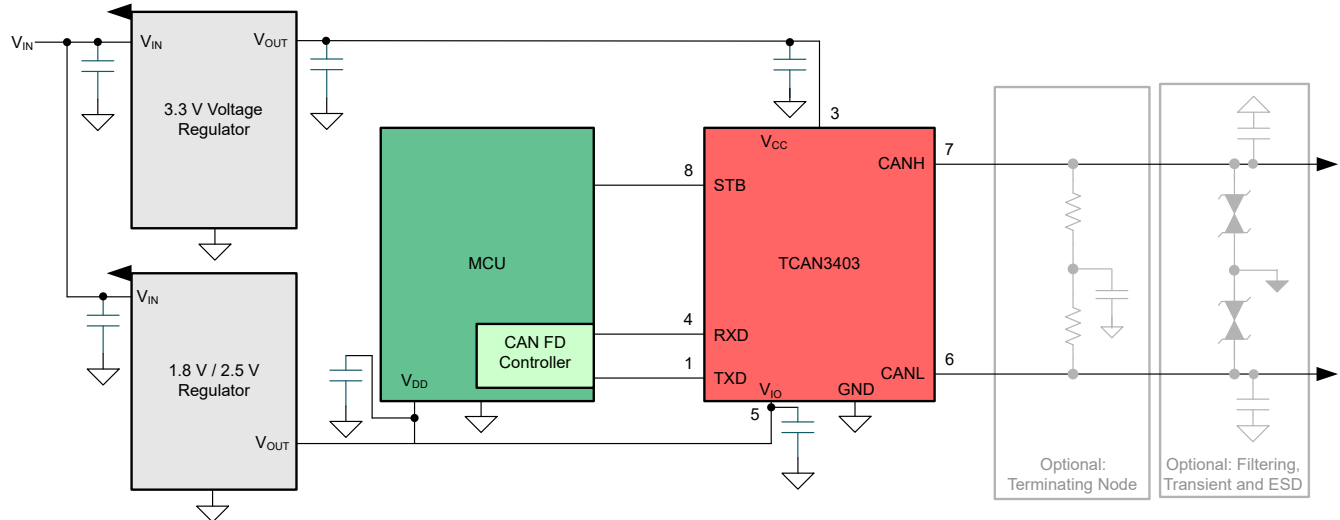 VIN
VIN
VOUT
3.3 V Voltage
Regulator
VIN
1.8 V / 2.5 V
Regulator
VOUT
MCU
CAN FD
Controller
VDD
8
4
1
5
3
VCC
STB
CANH
7
TCAN3403
RXD
TXD
VIO
GND
CANL
6
Optional:
Terminating Node
Optional: Filtering,
Transient and ESD